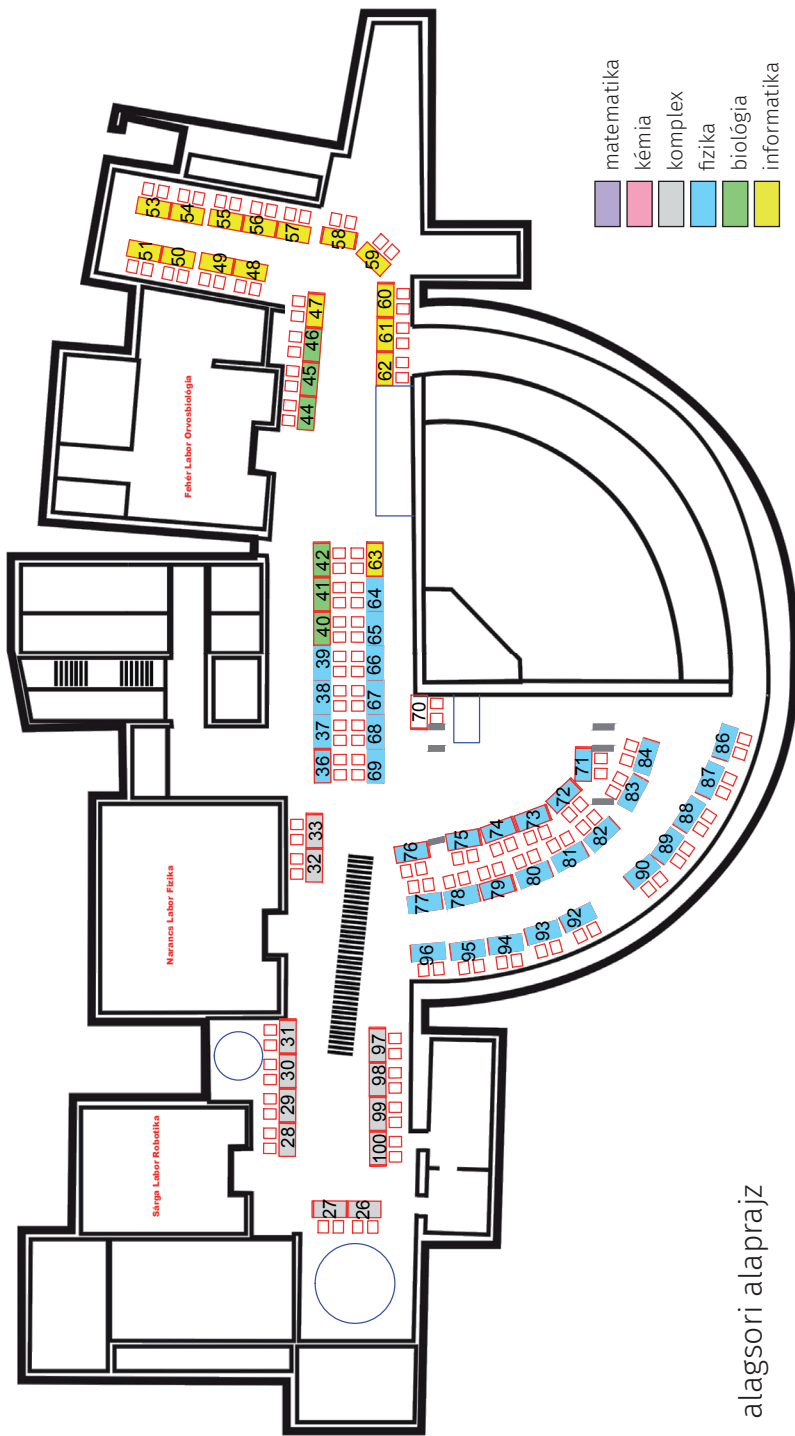 Sárga Labor Robotika
Narancs Labor Fizika
Fehér Labor Orvosbiológia
51
50
49
48
53
54
55
56
57
58
59
28 29 30 31
32 33
44 45 46 47
36 37 38 39 40 41 42
27
26
69 68 67 66 65 64 63
100 99 98 97
62 61 60
70
76
75
74
73
72
71
77
78
79
80
81
82
83
84
96
95
94
93
92
90
89
88
87
86
matematika
kémia
komplex
fizika
biológia
informatika
alagsori alaprajz